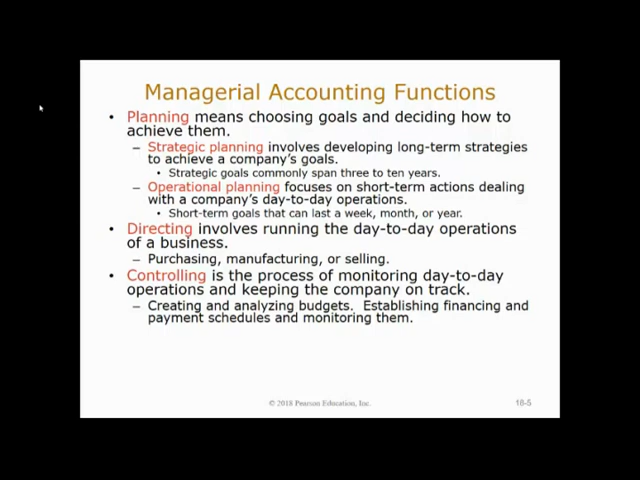 Managerial Accounting Functions
• Planning means choosing goals and deciding how to
achieve them.
– Strategic planning involves developing long-term strategies
to achieve a company's goals.
• Strategic goals commonly span three to ten years.
– Operational planning focuses on short-term actions dealing
with a company's day-to-day operations.
• Short-term goals that can last a week, month, or year.
• Directing involves running the day-to-day operations
of a business.
– Purchasing, manufacturing, or selling.
• Controlling is the process of monitoring day-to-day
operations and keeping the company on track.
– Creating and analyzing budgets. Establishing financing and
payment schedules and monitoring them.
© 2018 Pearson Education, Inc.
18-5